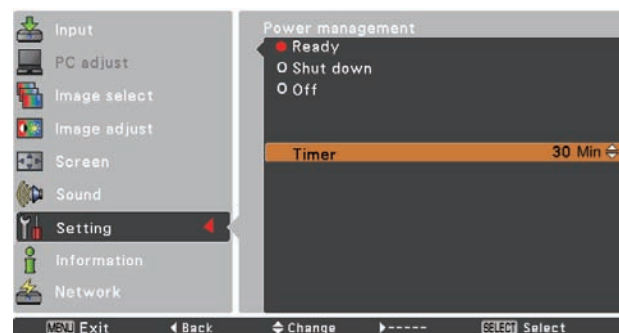 Input
PC adjust
Image select
Image adjust
Screen
Sound
Setting
Information
Network
Power management
Ready
Shut down
Off
Timer 30 Min
MENU Exit Back Change ----- SELECT Select